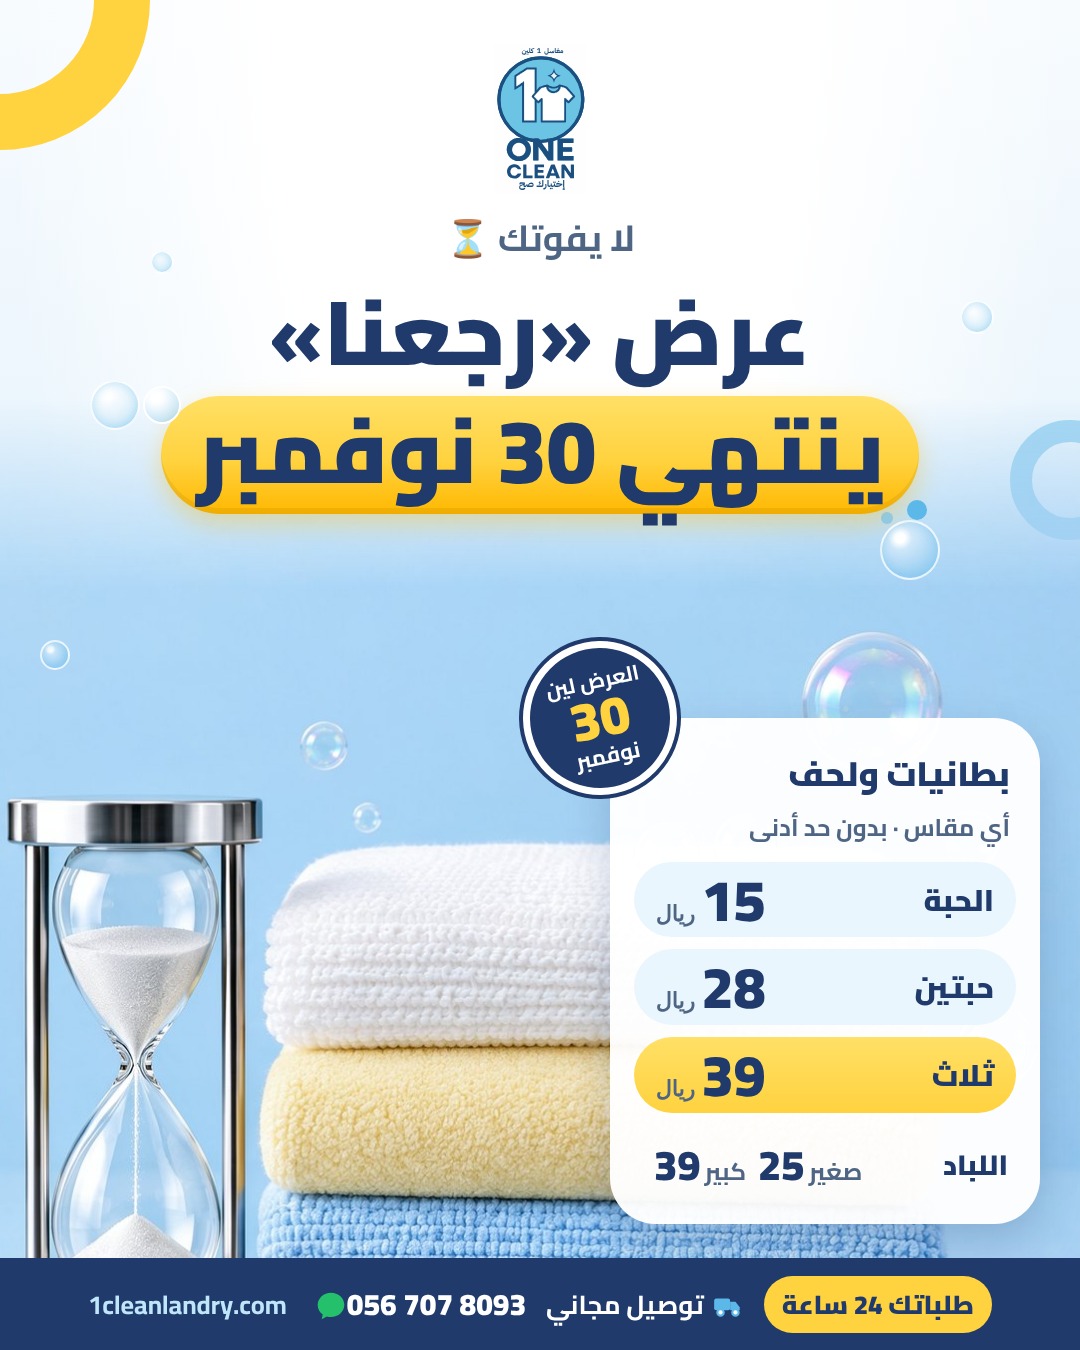 مغاسل 1 كلين
1
ONE
CLEAN
إختيارك صح
لا يفوتك ⏳
عرض «رجعنا»
ينتهي 30 نوفمبر
العرض لين
30
نوفمبر
بطانيات ولحف
أي مقاس · بدون حد أدنى
الحبة 15 ريال
حبتين 28 ريال
ثلاث 39 ريال
اللباد صغير 25 كبير 39
طلباتك 24 ساعة توصيل مجاني 056 707 8093 1cleanlandry.com